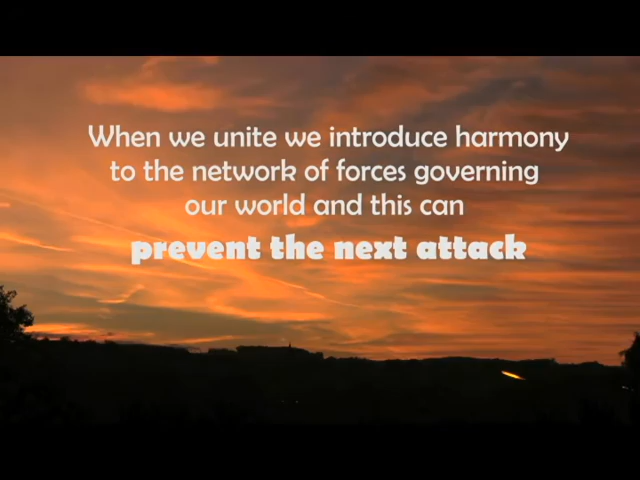 When we unite we introduce harmony
to the network of forces governing
our world and this can
prevent the next attack